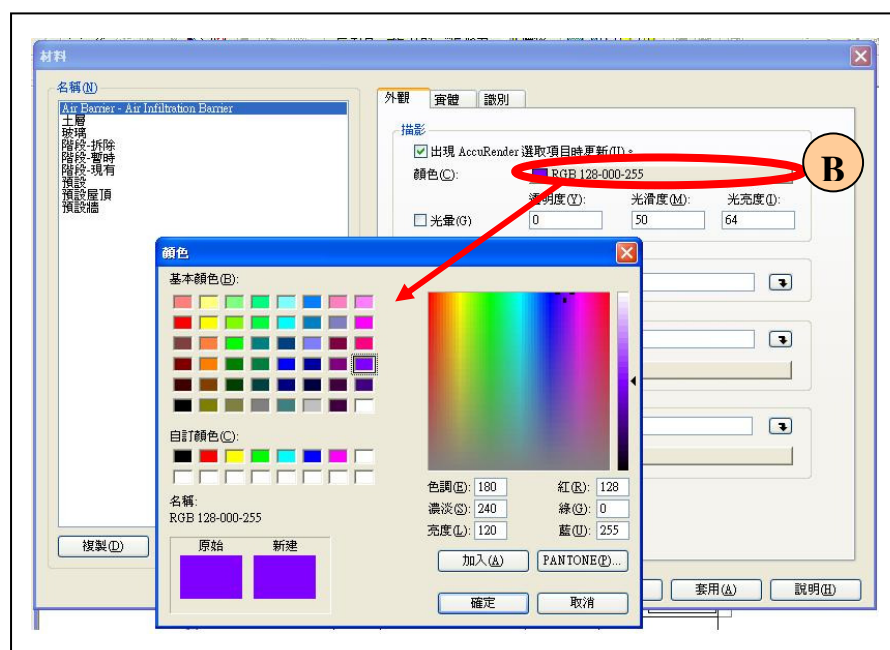 材料
名稱(N)
Air Barrier - Air Infiltration Barrier
土層
玻璃
階段-拆除
階段-暫時
階段-現有
預設
預設屋頂
預設牆
複製(D)
外觀 實體 識別
描影
出現 AccuRender 選取項目時更新(U)。
顏色(C): RGB 128-000-255
B
透明度(Y): 光滑度(M): 光亮度(I):
光暈(G) 0 50 64
顏色
基本顏色(B):
自訂顏色(C):
名稱:
RGB 128-000-255
原始 新建
色調(E): 180 紅(R): 128
濃淡(S): 240 綠(G): 0
亮度(L): 120 藍(U): 255
加入(A) PANTONE(P)...
確定 取消
套用(A) 說明(H)